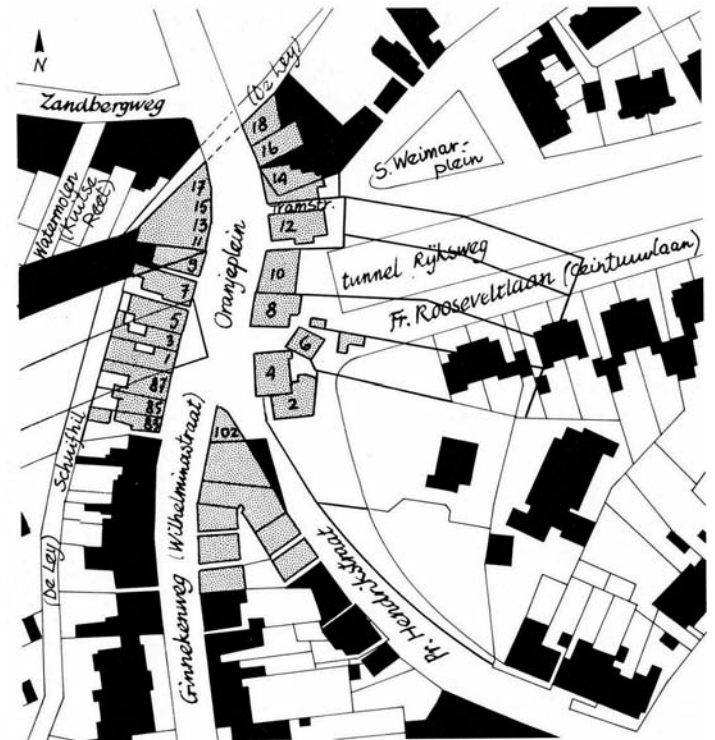 N
Zandbergweg
(De Ley)
Watermolen
(Kuitse
Reet)
S. Weimar-
plein
18
16
14
Tramstr.
12
10
8
6
4
2
17
15
13
11
9
7
5
3
1
87
85
83
Oranjeplein
tunnel Rijksweg
Fr. Rooseveltlaan (Ceintuurlaan)
102
Schuifhil
(De Ley)
Ginnekenweg (Wilhelminastraat)
Pr. Hendrikstraat